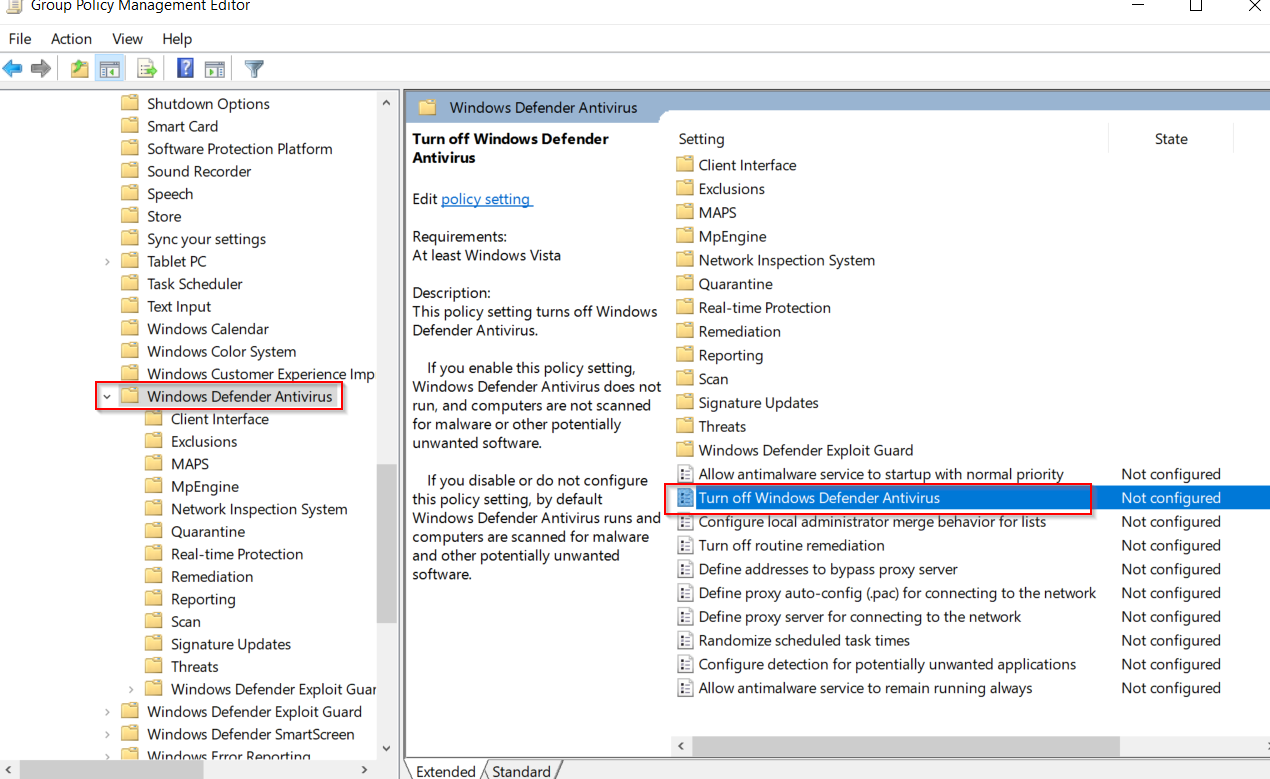 Group Policy Management Editor
File Action View Help
Shutdown Options
Smart Card
Software Protection Platform
Sound Recorder
Speech
Store
Sync your settings
Tablet PC
Task Scheduler
Text Input
Windows Calendar
Windows Color System
Windows Customer Experience Imp
Windows Defender Antivirus
Client Interface
Exclusions
MAPS
MpEngine
Network Inspection System
Quarantine
Real-time Protection
Remediation
Reporting
Scan
Signature Updates
Threats
Windows Defender Exploit Guar
Windows Defender Exploit Guard
Windows Defender SmartScreen
Windows Error Reporting
Windows Defender Antivirus
Turn off Windows Defender
Antivirus
Edit policy setting
Requirements:
At least Windows Vista
Description:
This policy setting turns off Windows
Defender Antivirus.
If you enable this policy setting,
Windows Defender Antivirus does not
run, and computers are not scanned
for malware or other potentially
unwanted software.
If you disable or do not configure
this policy setting, by default
Windows Defender Antivirus runs and
computers are scanned for malware
and other potentially unwanted
software.
Setting State
Client Interface
Exclusions
MAPS
MpEngine
Network Inspection System
Quarantine
Real-time Protection
Remediation
Reporting
Scan
Signature Updates
Threats
Windows Defender Exploit Guard
Allow antimalware service to startup with normal priority Not configured
Turn off Windows Defender Antivirus Not configured
Configure local administrator merge behavior for lists Not configured
Turn off routine remediation Not configured
Define addresses to bypass proxy server Not configured
Define proxy auto-config (.pac) for connecting to the network Not configured
Define proxy server for connecting to the network Not configured
Randomize scheduled task times Not configured
Configure detection for potentially unwanted applications Not configured
Allow antimalware service to remain running always Not configured
Extended Standard